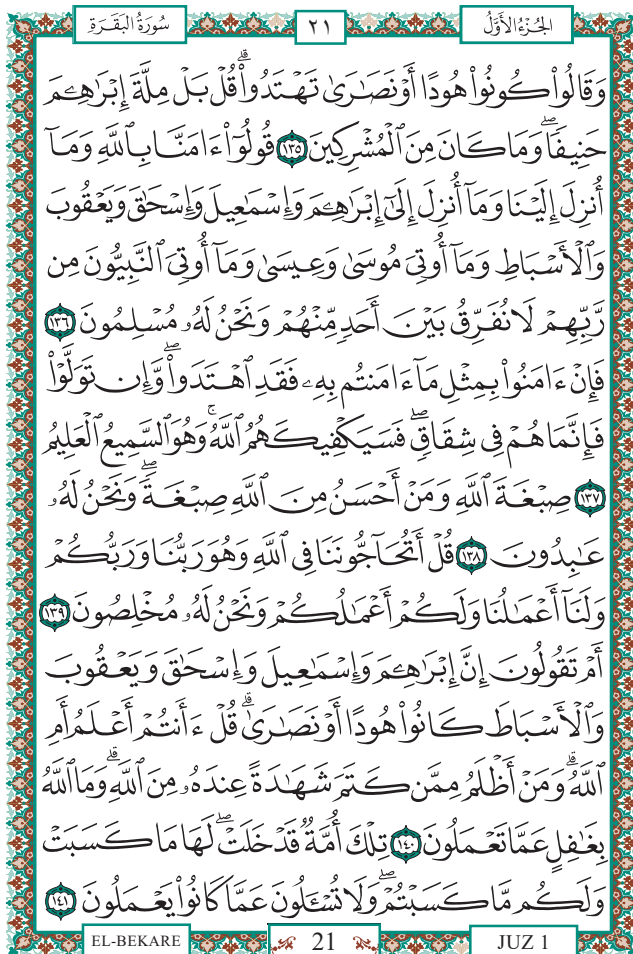 سُورَةُ البَقَرَةِ ٢١ الجُزْءُ الأَوَّلُ
وَقَالُواْ كُونُواْ هُودًا أَوْ نَصَٰرَىٰ تَهْتَدُواْۗ قُلْ بَلْ مِلَّةَ إِبْرَٰهِـۧمَ
حَنِيفٗاۖ وَمَا كَانَ مِنَ ٱلْمُشْرِكِينَ ١٣٥ قُولُوٓاْ ءَامَنَّا بِٱللَّهِ وَمَآ
أُنزِلَ إِلَيْنَا وَمَآ أُنزِلَ إِلَىٰٓ إِبْرَٰهِـۧمَ وَإِسْمَٰعِيلَ وَإِسْحَٰقَ وَيَعْقُوبَ
وَٱلْأَسْبَاطِ وَمَآ أُوتِىَ مُوسَىٰ وَعِيسَىٰ وَمَآ أُوتِىَ ٱلنَّبِيُّونَ مِن
رَّبِّهِمْ لَا نُفَرِّقُ بَيْنَ أَحَدٍ مِّنْهُمْ وَنَحْنُ لَهُۥ مُسْلِمُونَ ١٣٦
فَإِنْ ءَامَنُواْ بِمِثْلِ مَآ ءَامَنتُم بِهِۦ فَقَدِ ٱهْتَدَواْۖ وَّإِن تَوَلَّوْاْ
فَإِنَّمَا هُمْ فِى شِقَاقٍۖ فَسَيَكْفِيكَهُمُ ٱللَّهُۚ وَهُوَ ٱلسَّمِيعُ ٱلْعَلِيمُ
١٣٧ صِبْغَةَ ٱللَّهِ وَمَنْ أَحْسَنُ مِنَ ٱللَّهِ صِبْغَةًۖ وَنَحْنُ لَهُۥ
عَٰبِدُونَ ١٣٨ قُلْ أَتُحَآجُّونَنَا فِى ٱللَّهِ وَهُوَ رَبُّنَا وَرَبُّكُمْ
وَلَنَآ أَعْمَٰلُنَا وَلَكُمْ أَعْمَٰلُكُمْ وَنَحْنُ لَهُۥ مُخْلِصُونَ ١٣٩
أَمْ تَقُولُونَ إِنَّ إِبْرَٰهِـۧمَ وَإِسْمَٰعِيلَ وَإِسْحَٰقَ وَيَعْقُوبَ
وَٱلْأَسْبَاطَ كَانُواْ هُودًا أَوْ نَصَٰرَىٰۗ قُلْ ءَأَنتُمْ أَعْلَمُ أَمِ
ٱللَّهُۗ وَمَنْ أَظْلَمُ مِمَّن كَتَمَ شَهَٰدَةً عِندَهُۥ مِنَ ٱللَّهِۗ وَمَا ٱللَّهُ
بِغَٰفِلٍ عَمَّا تَعْمَلُونَ ١٤٠ تِلْكَ أُمَّةٌ قَدْ خَلَتْۖ لَهَا مَا كَسَبَتْ
وَلَكُم مَّا كَسَبْتُمْۖ وَلَا تُسْـَٔلُونَ عَمَّا كَانُواْ يَعْمَلُونَ ١٤١
EL-BEKARE 21 JUZ 1